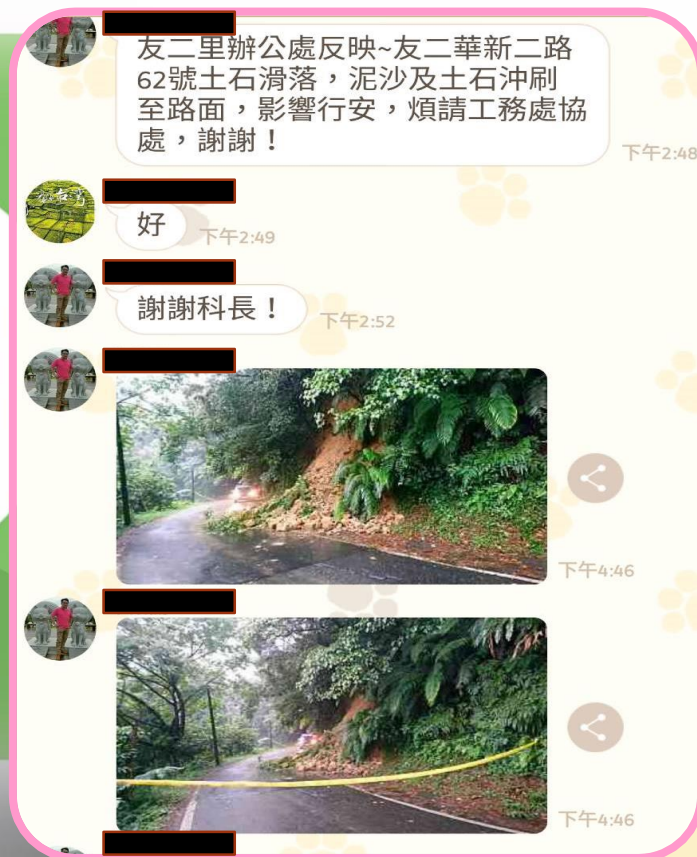 友二里辦公處反映~友二華新二路
62號土石滑落，泥沙及土石沖刷
至路面，影響行安，煩請工務處協
處，謝謝！
下午2:48
好
下午2:49
謝謝科長！
下午2:52
下午4:46
下午4:46